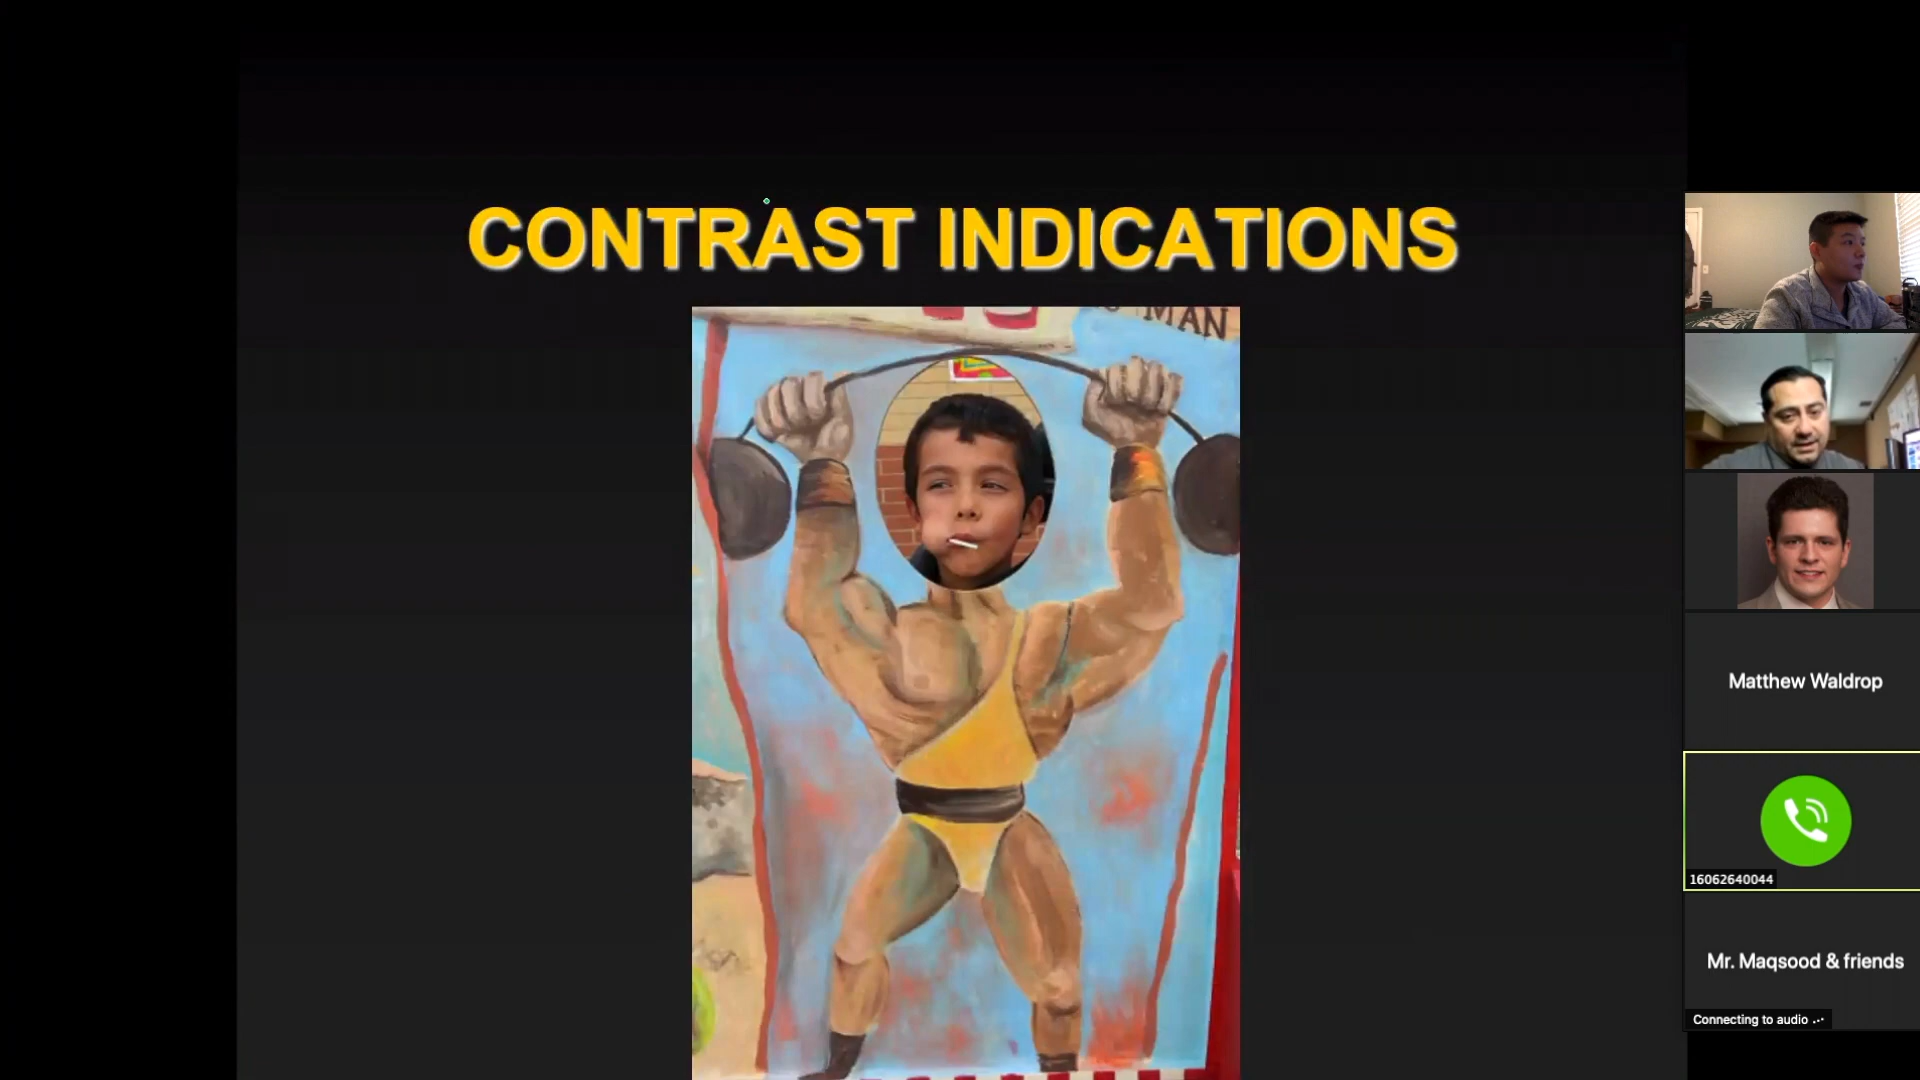 CONTRAST INDICATIONS
MAN
Matthew Waldrop
16062640044
Mr. Maqsood & friends
Connecting to audio ...